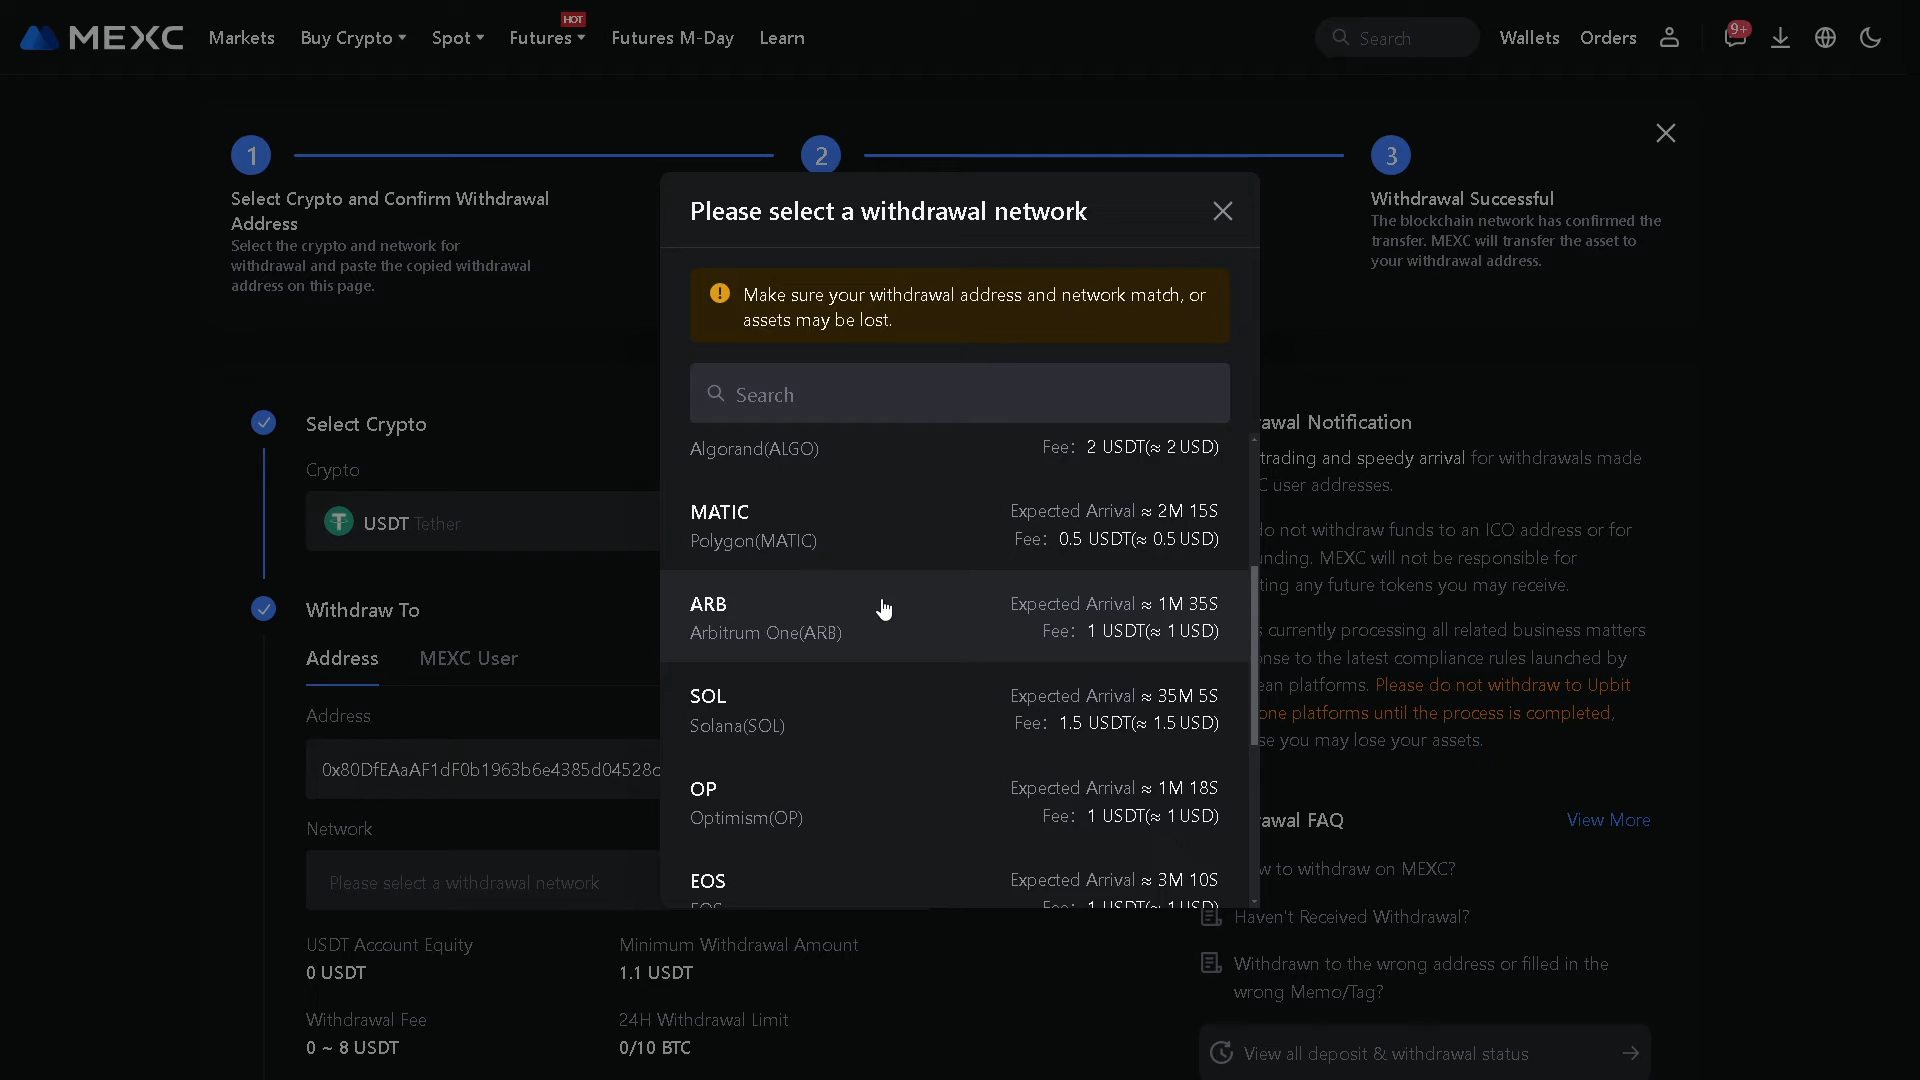 MEXC
Markets
Buy Crypto
Spot
HOT
Futures
Futures M-Day
Learn
Search
Wallets
Orders
9+
1
2
3
Select Crypto and Confirm Withdrawal
Address
Select the crypto and network for
withdrawal and paste the copied withdrawal
address on this page.
Withdrawal Successful
The blockchain network has confirmed the
transfer. MEXC will transfer the asset to
your withdrawal address.
Please select a withdrawal network
Make sure your withdrawal address and network match, or
assets may be lost.
Search
Algorand(ALGO)
Fee: 2 USDT(≈ 2 USD)
MATIC
Expected Arrival ≈ 2M 15S
Polygon(MATIC)
Fee: 0.5 USDT(≈ 0.5 USD)
ARB
Expected Arrival ≈ 1M 35S
Arbitrum One(ARB)
Fee: 1 USDT(≈ 1 USD)
SOL
Expected Arrival ≈ 35M 5S
Solana(SOL)
Fee: 1.5 USDT(≈ 1.5 USD)
OP
Expected Arrival ≈ 1M 18S
Optimism(OP)
Fee: 1 USDT(≈ 1 USD)
EOS
Expected Arrival ≈ 3M 10S
EOS
Fee: 1 USDT(≈ 1 USD)
Select Crypto
Crypto
USDT Tether
Withdraw To
Address
MEXC User
Address
0x80DfEAaAF1dF0b1963b6e4385d04528c
Network
Please select a withdrawal network
USDT Account Equity
0 USDT
Minimum Withdrawal Amount
1.1 USDT
Withdrawal Fee
0 ~ 8 USDT
24H Withdrawal Limit
0/10 BTC
awal Notification
trading and speedy arrival for withdrawals made
C user addresses.
do not withdraw funds to an ICO address or for
nding. MEXC will not be responsible for
ting any future tokens you may receive.
s currently processing all related business matters
onse to the latest compliance rules launched by
ean platforms. Please do not withdraw to Upbit
one platforms until the process is completed,
se you may lose your assets.
awal FAQ
View More
w to withdraw on MEXC?
Haven't Received Withdrawal?
Withdrawn to the wrong address or filled in the
wrong Memo/Tag?
View all deposit & withdrawal status